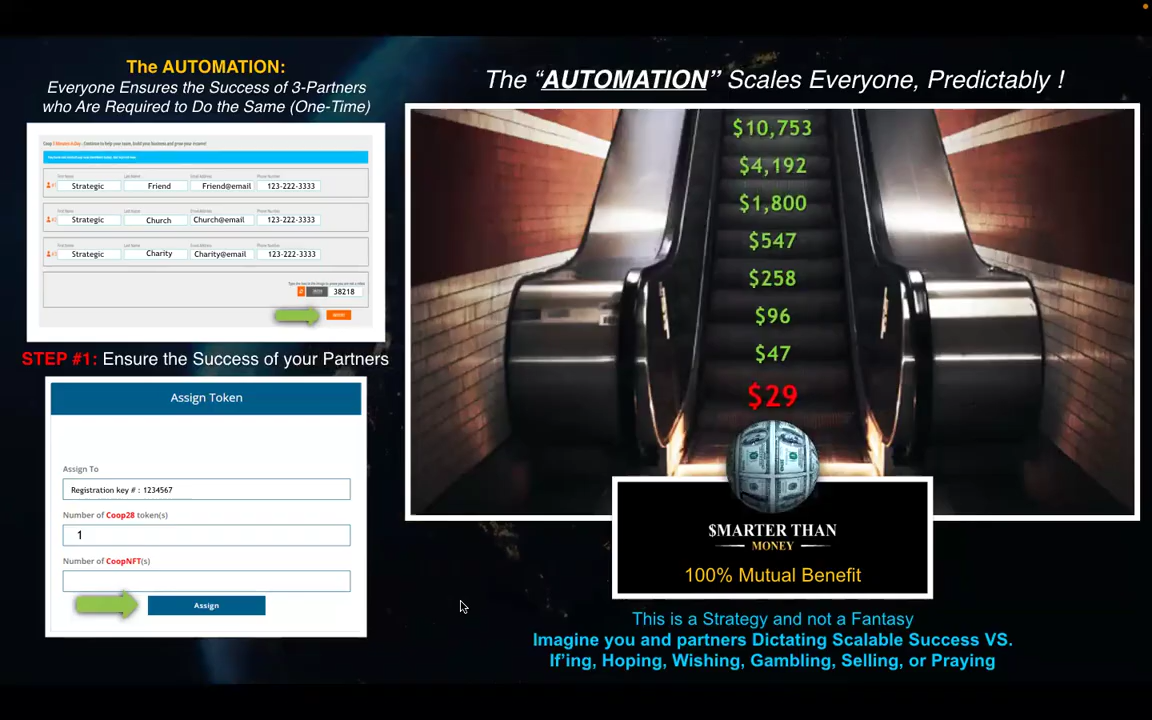 The AUTOMATION:
Everyone Ensures the Success of 3-Partners
who Are Required to Do the Same (One-Time)
Strategic Friend Friend@email 123-222-3333
Strategic Church Church@email 123-222-3333
Strategic Charity Charity@email 123-222-3333
38218
STEP #1: Ensure the Success of your Partners
Assign Token
Assign To
Registration key # : 1234567
Number of Coop28 token(s)
1
Number of CoopNFT(s)
Assign
The “AUTOMATION” Scales Everyone, Predictably !
$10,753
$4,192
$1,800
$547
$258
$96
$47
$29
$MARTER THAN
MONEY
100% Mutual Benefit
This is a Strategy and not a Fantasy
Imagine you and partners Dictating Scalable Success VS.
If'ing, Hoping, Wishing, Gambling, Selling, or Praying